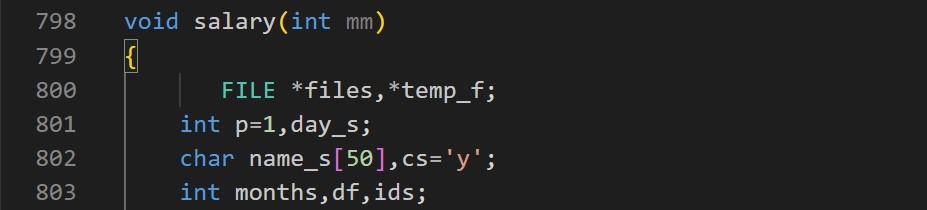 798 void salary(int mm)
799 {
800 FILE *files,*temp_f;
801 int p=1,day_s;
802 char name_s[50],cs='y';
803 int months,df,ids;